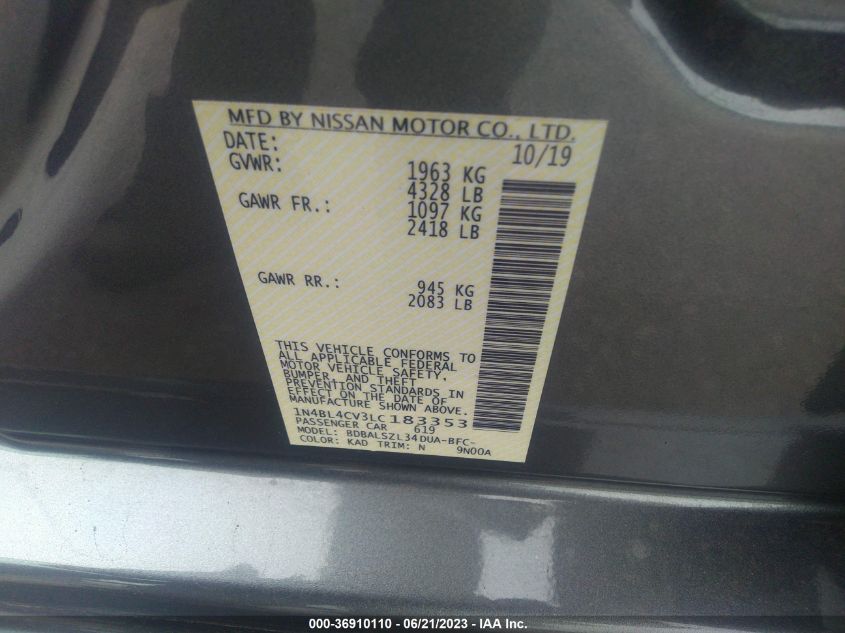 MFD BY NISSAN MOTOR CO., LTD.
DATE: 10/19
GVWR: 1963 KG
4328 LB
GAWR FR.: 1097 KG
2418 LB
GAWR RR.: 945 KG
2083 LB
THIS VEHICLE CONFORMS TO
ALL APPLICABLE FEDERAL
MOTOR VEHICLE SAFETY,
BUMPER, AND THEFT
PREVENTION STANDARDS IN
EFFECT ON THE DATE OF
MANUFACTURE SHOWN ABOVE.
1N4BL4CV3LC183353
PASSENGER CAR 619
MODEL: BDBALSZL34DUA-BFC-
COLOR: KAD TRIM: N 9N00A
000-36910110 - 06/21/2023 - IAA Inc.